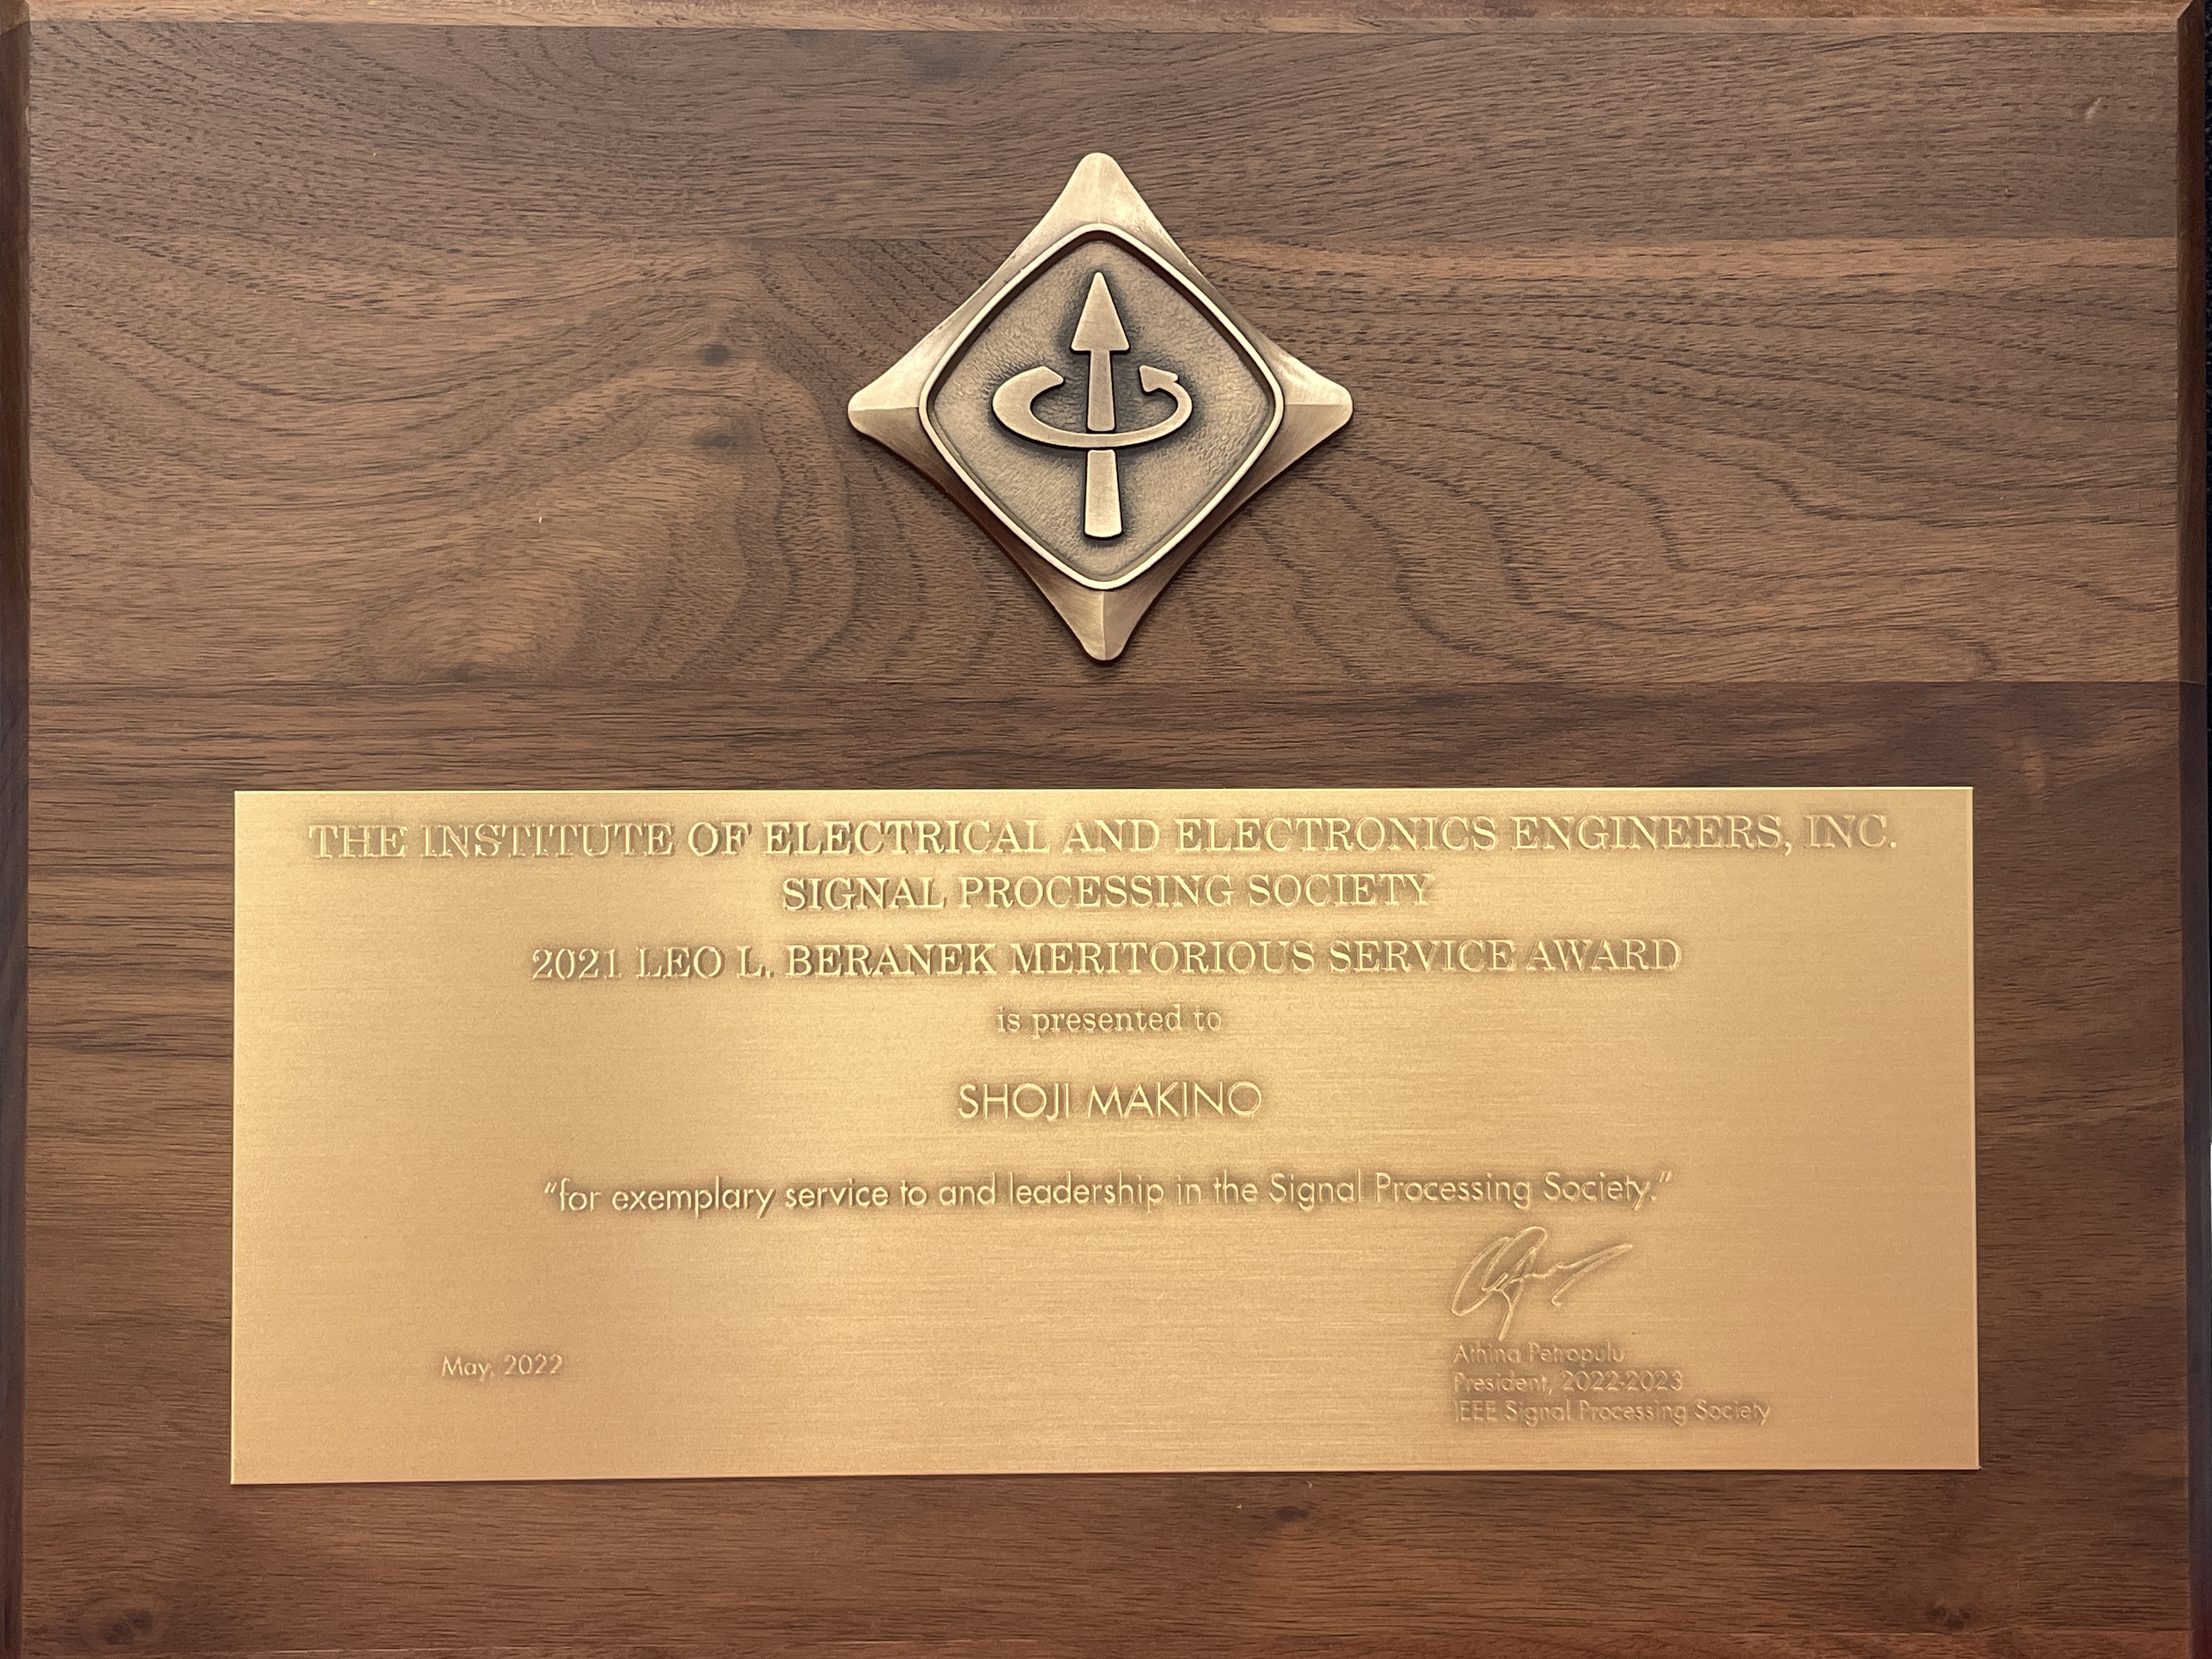 THE INSTITUTE OF ELECTRICAL AND ELECTRONICS ENGINEERS, INC.
SIGNAL PROCESSING SOCIETY
2021 LEO L. BERANEK MERITORIOUS SERVICE AWARD
is presented to
SHOJI MAKINO
“for exemplary service to and leadership in the Signal Processing Society.”
May, 2022
Athina Petropulu
President, 2022-2023
IEEE Signal Processing Society